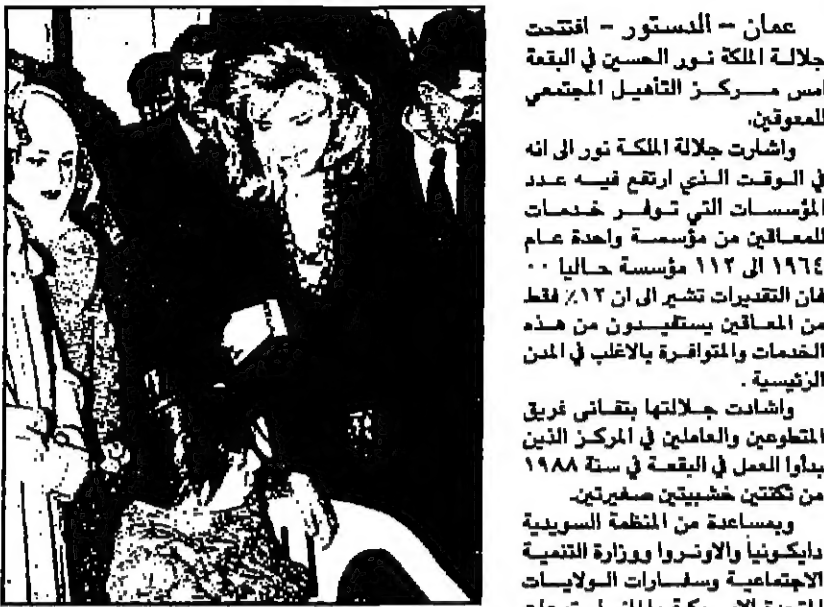 عمان - الدستور - افتتحت
جلالة الملكة نور الحسين في البقعة
امس مركز التأهيل المجتمعي
للمعوقين.
واشارت جلالة الملكة نور الى انه
في الوقت الذي ارتفع فيه عدد
المؤسسات التي توفر خدمات
للمعاقين من مؤسسة واحدة عام
١٩٦٤ الى ١١٢ مؤسسة حاليا ٠٠
فان التقديرات تشير الى ان ١٢٪ فقط
من المعاقين يستفيدون من هذه
الخدمات والمتوافرة بالاغلب في المدن
الرئيسية .
واشادت جلالتها بتفاني فريق
المتطوعين والعاملين في المركز الذين
بدأوا العمل في البقعة في سنة ١٩٨٨
من ثكنتين خشبيتين صغيرتين.
وبمساعدة من المنظمة السويدية
دايكونيا والاونروا ووزارة التنمية
الاجتماعية وسفارات الولايات